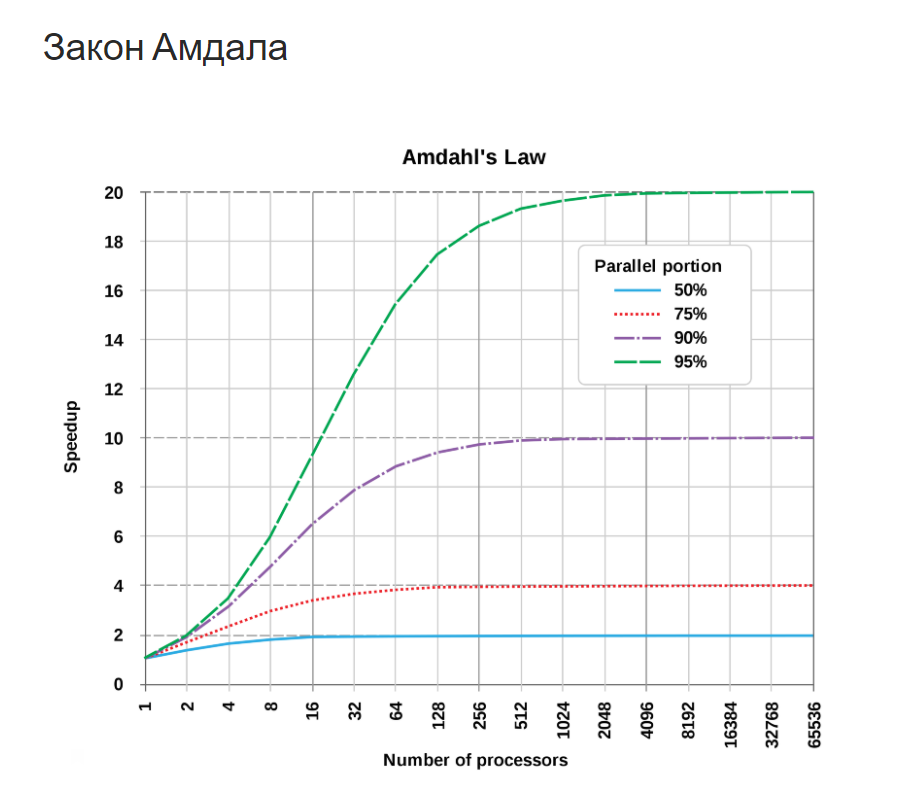 Закон Амдала
Amdahl's Law
20
18
16
14
12
10
8
6
4
2
0
Speedup
Parallel portion
50%
75%
90%
95%
1 2 4 8 16 32 64 128 256 512 1024 2048 4096 8192 16384 32768 65536
Number of processors